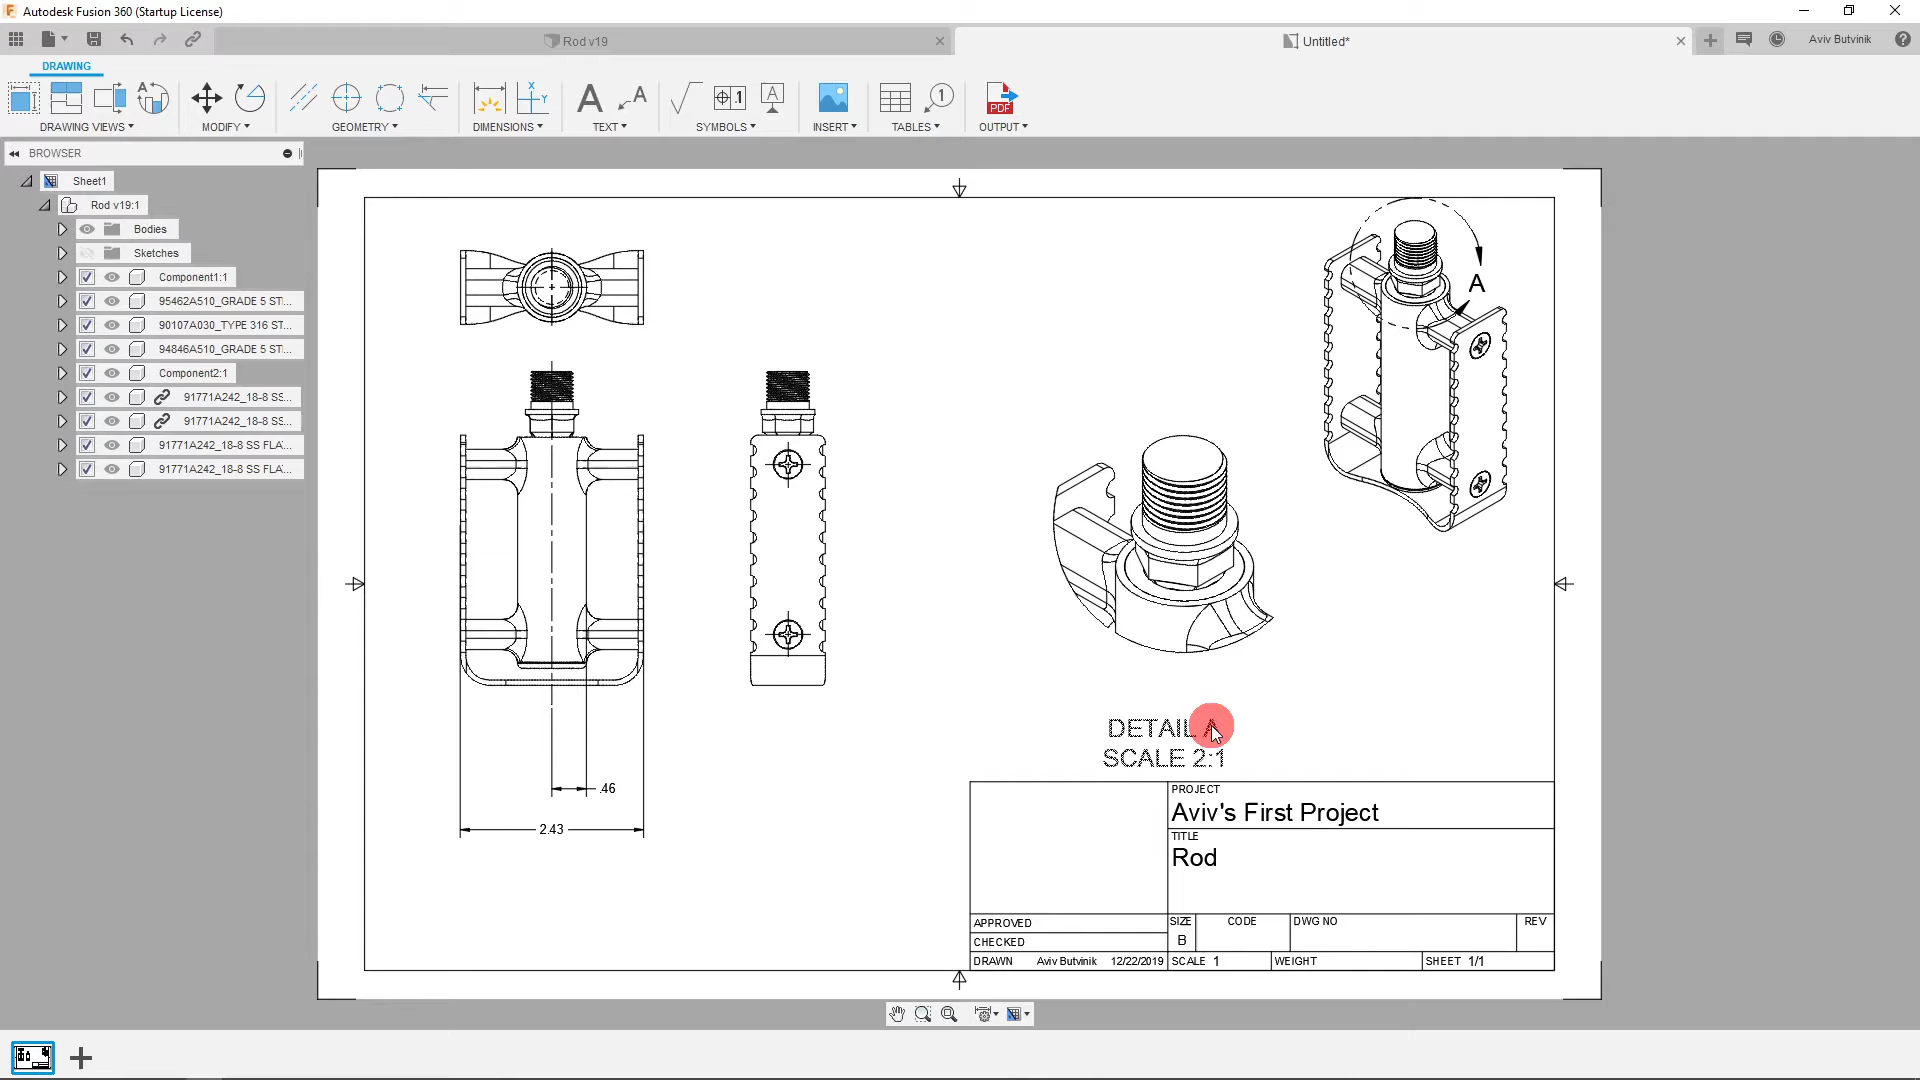 Autodesk Fusion 360 (Startup License)
Rod v19
Untitled*
Aviv Butvinik
DRAWING
DRAWING VIEWS
MODIFY
GEOMETRY
DIMENSIONS
TEXT
SYMBOLS
INSERT
TABLES
OUTPUT
BROWSER
Sheet1
Rod v19:1
Bodies
Sketches
Component1:1
95462A510_GRADE 5 ST...
90107A030_TYPE 316 ST...
94846A510_GRADE 5 STI...
Component2:1
91771A242_18-8 SS...
91771A242_18-8 SS...
91771A242_18-8 SS FLA'...
91771A242_18-8 SS FLA'...
A
.46
2.43
DETAIL A
SCALE 2:1
PROJECT
Aviv's First Project
TITLE
Rod
APPROVED
CHECKED
DRAWN Aviv Butvinik 12/22/2019
SIZE
B
CODE
DWG NO
REV
SCALE 1
WEIGHT
SHEET 1/1